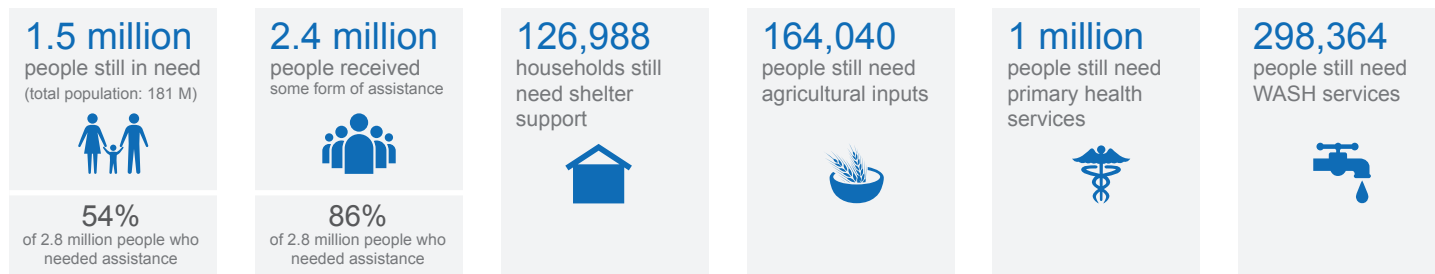 1.5 million
people still in need
(total population: 181 M)
54%
of 2.8 million people who
needed assistance
2.4 million
people received
some form of assistance
86%
of 2.8 million people who
needed assistance
126,988
households still
need shelter
support
164,040
people still need
agricultural inputs
1 million
people still need
primary health
services
298,364
people still need
WASH services